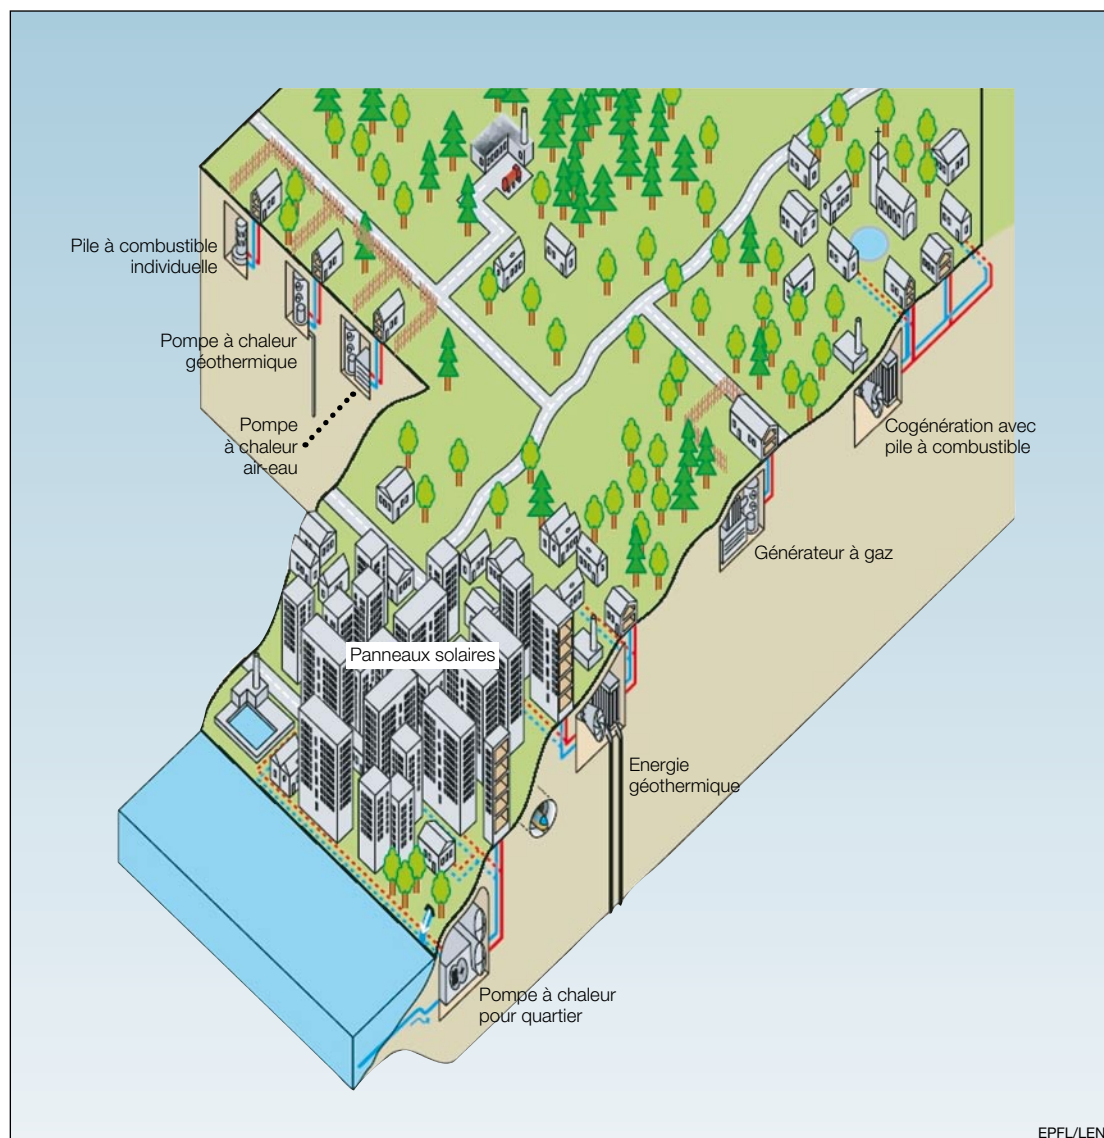 Pile à combustible
individuelle
Pompe à chaleur
géothermique
Pompe
à chaleur
air-eau
Cogénération avec
pile à combustible
Générateur à gaz
Panneaux solaires
Energie
géothermique
Pompe à chaleur
pour quartier
EPFL/LEN